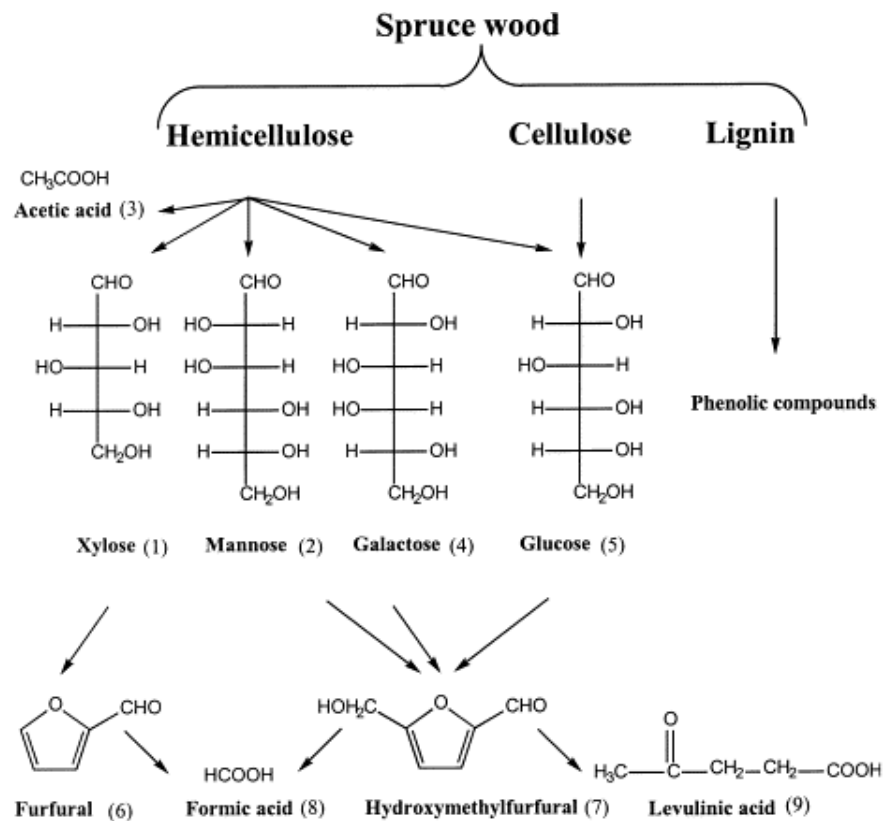 Spruce wood
Hemicellulose Cellulose Lignin
CH₃COOH
Acetic acid (3)
CHO CHO CHO CHO
H OH HO H H OH H OH
HO H HO H HO H HO H
H OH H OH HO H H OH
CH₂OH H OH H OH H OH
CH₂OH CH₂OH CH₂OH
Phenolic compounds
Xylose (1) Mannose (2) Galactose (4) Glucose (5)
O CHO HOH₂C O CHO O
HCOOH H₃C C CH₂ CH₂ COOH
Furfural (6) Formic acid (8) Hydroxymethylfurfural (7) Levulinic acid (9)